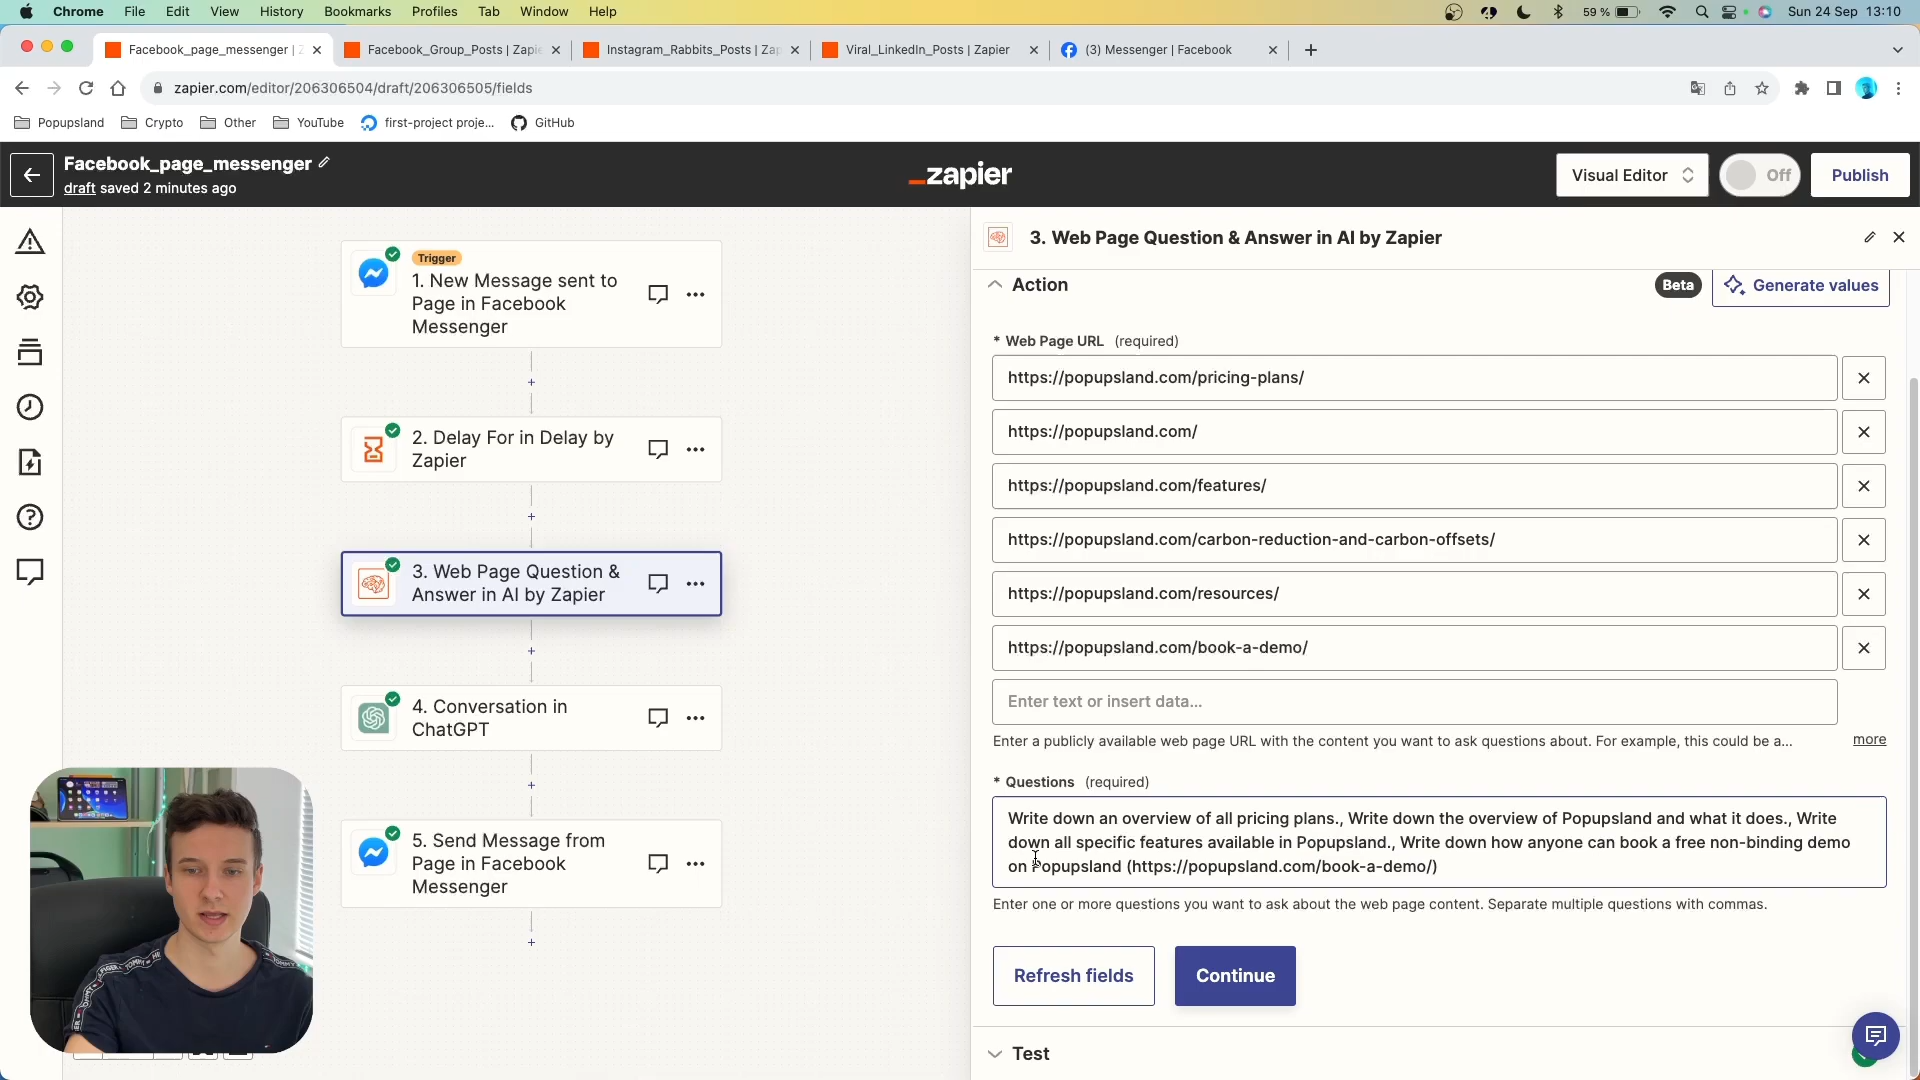 Chrome File Edit View History Bookmarks Profiles Tab Window Help 59 % Sun 24 Sep 13:10
Facebook_page_messenger | Z Facebook_Group_Posts | Zapie Instagram_Rabbits_Posts | Zap Viral_LinkedIn_Posts | Zapier (3) Messenger | Facebook
zapier.com/editor/206306504/draft/206306505/fields
Popupsland Crypto Other YouTube first-project proje... GitHub
Facebook_page_messenger
draft saved 2 minutes ago
_zapier
Visual Editor Off Publish
Trigger
1. New Message sent to
Page in Facebook
Messenger
2. Delay For in Delay by
Zapier
3. Web Page Question &
Answer in AI by Zapier
4. Conversation in
ChatGPT
5. Send Message from
Page in Facebook
Messenger
3. Web Page Question & Answer in AI by Zapier
Action Beta Generate values
* Web Page URL (required)
https://popupsland.com/pricing-plans/
https://popupsland.com/
https://popupsland.com/features/
https://popupsland.com/carbon-reduction-and-carbon-offsets/
https://popupsland.com/resources/
https://popupsland.com/book-a-demo/
Enter text or insert data...
Enter a publicly available web page URL with the content you want to ask questions about. For example, this could be a... more
* Questions (required)
Write down an overview of all pricing plans., Write down the overview of Popupsland and what it does., Write
down all specific features available in Popupsland., Write down how anyone can book a free non-binding demo
on Popupsland (https://popupsland.com/book-a-demo/)
Enter one or more questions you want to ask about the web page content. Separate multiple questions with commas.
Refresh fields Continue
Test